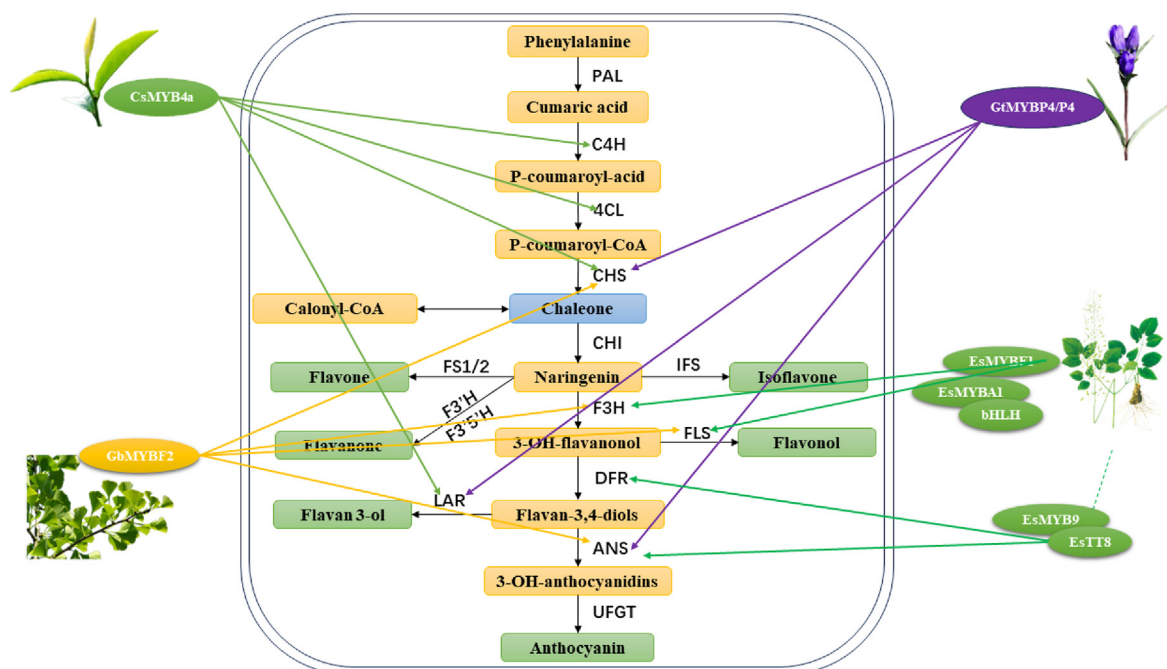 Phenylalanine
PAL
CsMYB4a
Cumaric acid
GtMYBP4/P4
C4H
P-coumaroyl-acid
4CL
P-coumaroyl-CoA
CHS
Calonyl-CoA
Chaleone
CHI
FS1/2
IFS
Flavone
Naringenin
Isoflavone
EsMYBF1
F3'H
F3H
EsMYBA1
bHLH
F3'5'H
FLS
Flavanone
3-OH-flavanonol
Flavonol
GbMYBF2
DFR
LAR
Flavan 3-ol
Flavan-3,4-diols
EsMYB9
EsTT8
ANS
3-OH-anthocyanidins
UFGT
Anthocyanin